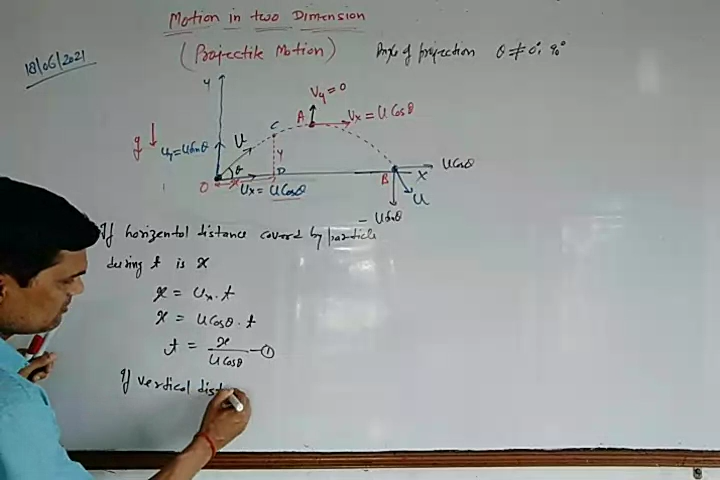 Motion in two Dimension
(Projectile Motion)
Angle of projection θ ≠ 0°, 90°
18/06/2021
Y
Vy = 0
A
Vx = U Cosθ
C
g
Uy = U Sinθ
U
θ
Y
O
x
D
B
X
U Cosθ
Ux = U Cosθ
U
- U Sinθ
If horizental distance covered by particle
during t is x
x = Ux . t
x = U Cosθ . t
t = x / U Cosθ —①
If vertical dist